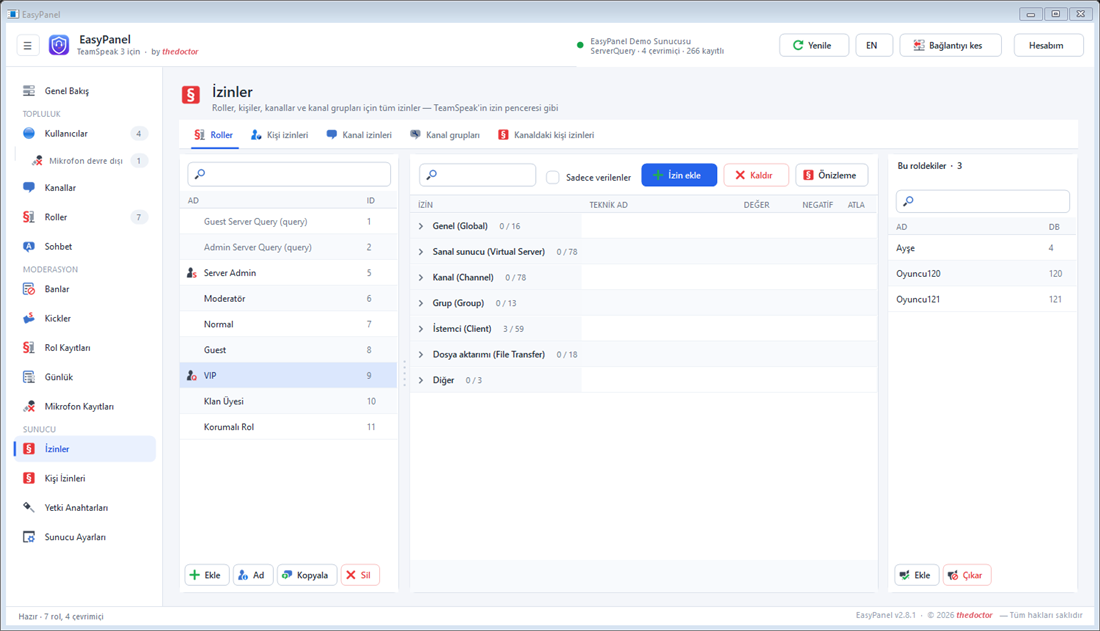 EasyPanel
EasyPanel
TeamSpeak 3 için · by thedoctor
EasyPanel Demo Sunucusu
ServerQuery · 4 çevrimiçi · 266 kayıtlı
Yenile
EN
Bağlantıyı kes
Hesabım
Genel Bakış
TOPLULUK
Kullanıcılar 4
Mikrofon devre dışı 1
Kanallar
Roller 7
Sohbet
MODERASYON
Banlar
Kickler
Rol Kayıtları
Günlük
Mikrofon Kayıtları
SUNUCU
İzinler
Kişi İzinleri
Yetki Anahtarları
Sunucu Ayarları
İzinler
Roller, kişiler, kanallar ve kanal grupları için tüm izinler — TeamSpeak'in izin penceresi gibi
Roller
Kişi izinleri
Kanal izinleri
Kanal grupları
Kanaldaki kişi izinleri
AD ID
Guest Server Query (query) 1
Admin Server Query (query) 2
Server Admin 5
Moderatör 6
Normal 7
Guest 8
VIP 9
Klan Üyesi 10
Korumalı Rol 11
Ekle
Ad
Kopyala
Sil
Sadece verilenler
İzin ekle
Kaldır
Önizleme
İZİN TEKNİK AD DEĞER NEGATİF ATLA
Genel (Global) 0 / 16
Sanal sunucu (Virtual Server) 0 / 78
Kanal (Channel) 0 / 78
Grup (Group) 0 / 13
İstemci (Client) 3 / 59
Dosya aktarımı (File Transfer) 0 / 18
Diğer 0 / 3
Bu roldekiler · 3
AD DB
Ayşe 4
Oyuncu120 120
Oyuncu121 121
Ekle
Çıkar
Hazır · 7 rol, 4 çevrimiçi
EasyPanel v2.8.1 · © 2026 thedoctor — Tüm hakları saklıdır